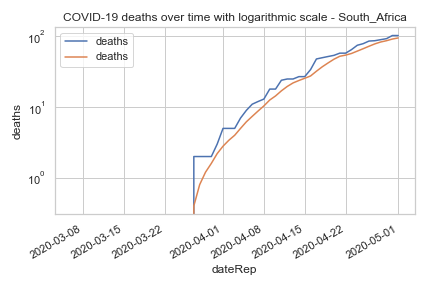 COVID-19 deaths over time with logarithmic scale - South_Africa
deaths
deaths
10²
10¹
10⁰
deaths
2020-03-08
2020-03-15
2020-03-22
2020-04-01
2020-04-08
2020-04-15
2020-04-22
2020-05-01
dateRep